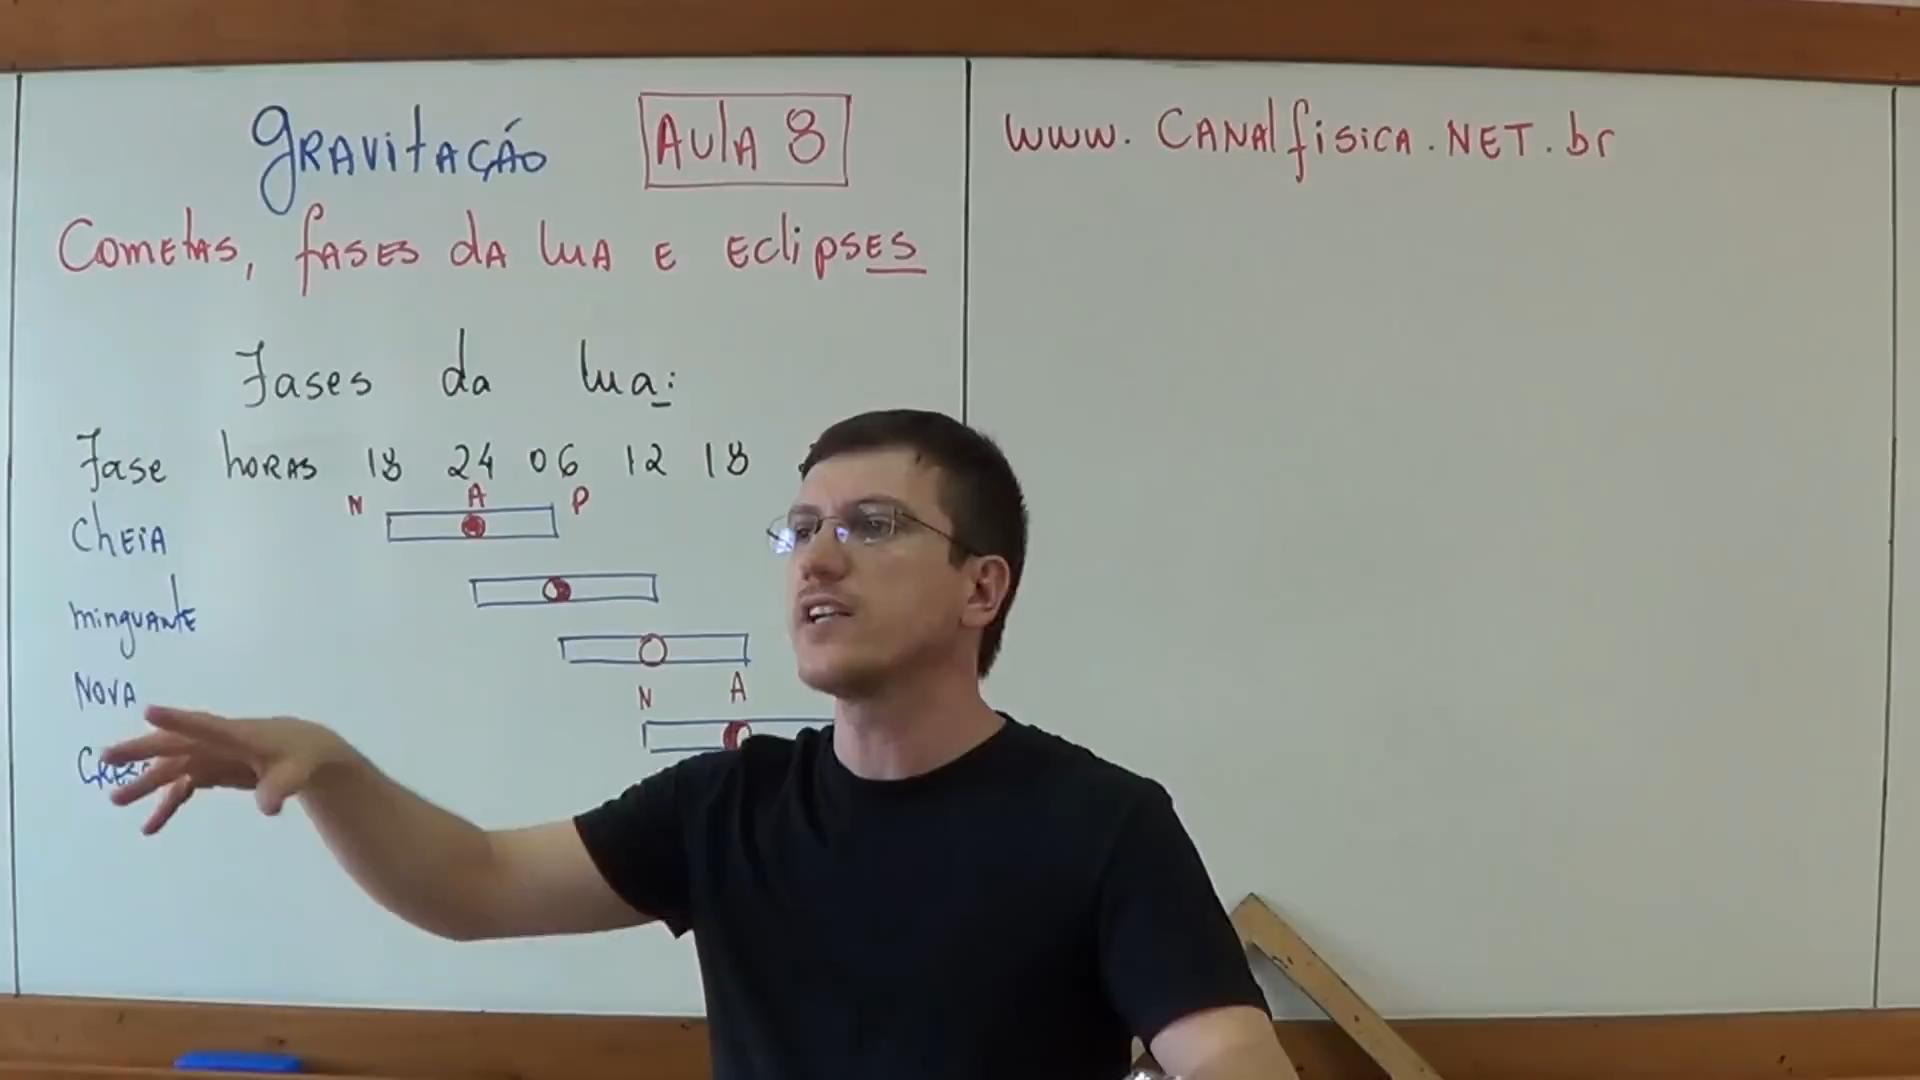 Gravitação Aula 8
www.Canalfisica.NET.br
Cometas, fases da lua e eclipses
Fases da lua:
Fase horas 18 24 06 12 18
N A P
Cheia
minguante
Nova
N A